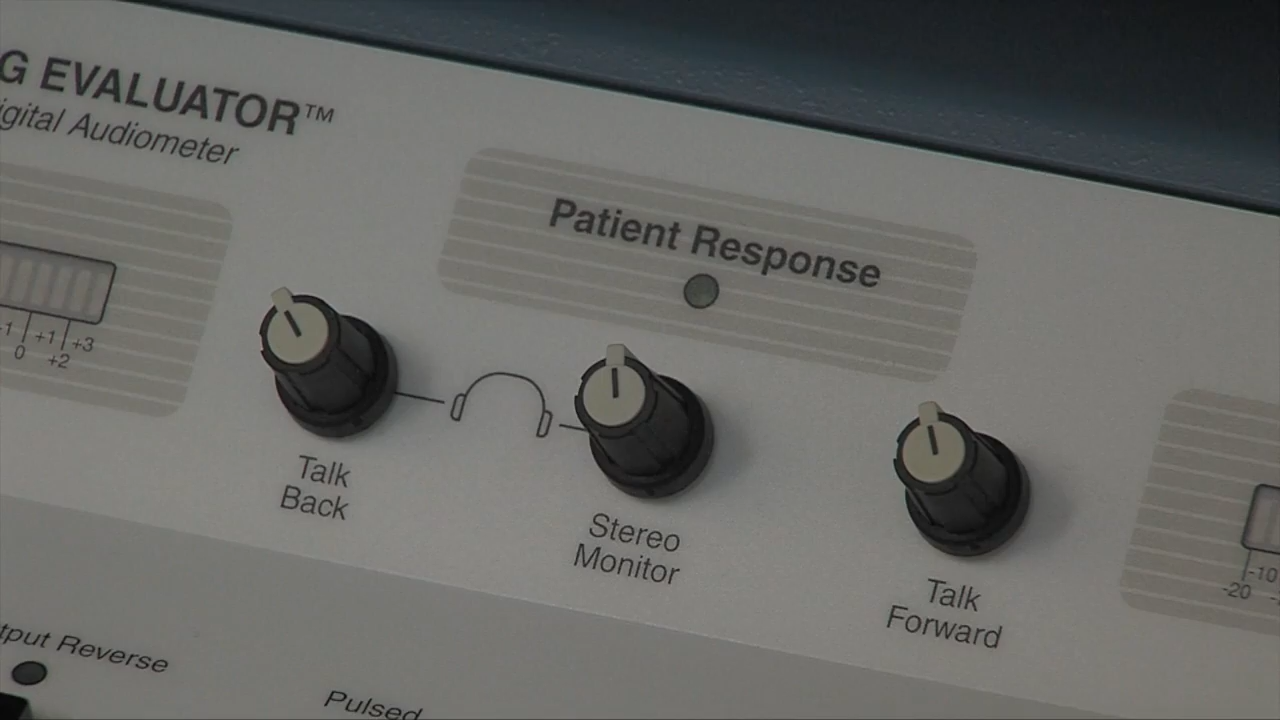 G EVALUATOR™
igital Audiometer
Patient Response
-1 0 +1 +2 +3
Talk
Back
Stereo
Monitor
Talk
Forward
-20 -10
tput Reverse
Pulsed